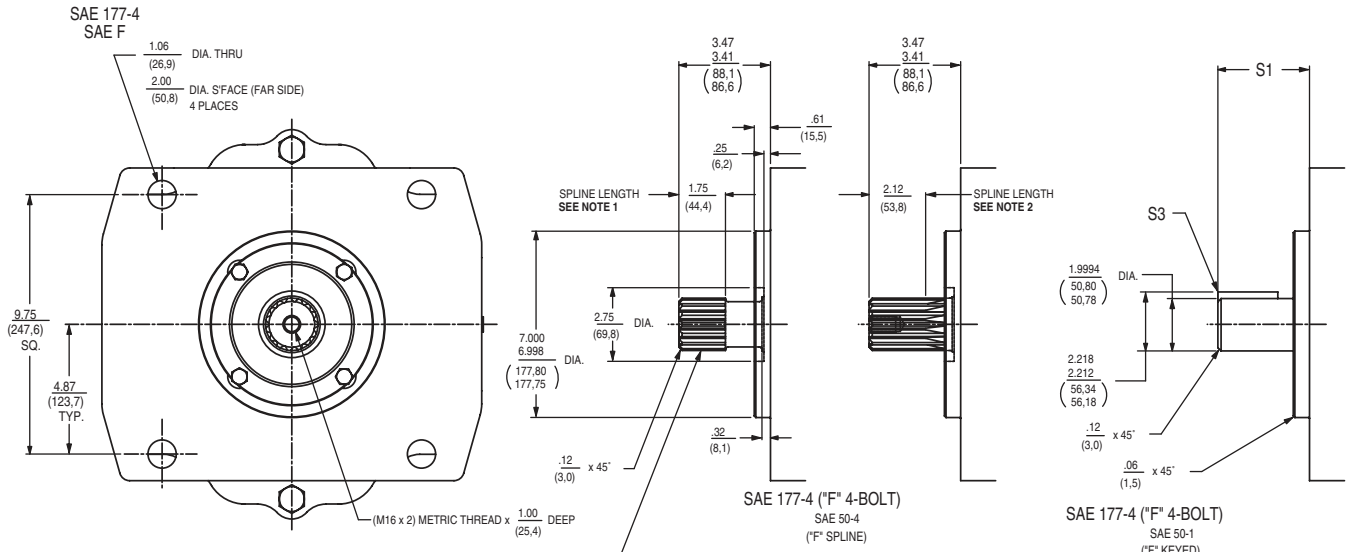 SAE 177-4
SAE F
1.06
(26,9)
DIA. THRU
2.00
(50,8)
DIA. S'FACE (FAR SIDE)
4 PLACES
9.75
(247,6)
SQ.
4.87
(123,7)
TYP.
(M16 x 2) METRIC THREAD x 1.00 DEEP
(25,4)
3.47
3.41
(88,1
86,6)
.61
(15,5)
.25
(6,2)
SPLINE LENGTH
SEE NOTE 1
1.75
(44,4)
2.75
(69,8)
DIA.
7.000
6.998
(177,80
177,75)
DIA.
.32
(8,1)
.12
(3,0)
x 45°
3.47
3.41
(88,1
86,6)
2.12
(53,8)
SPLINE LENGTH
SEE NOTE 2
SAE 177-4 ("F" 4-BOLT)
SAE 50-4
("F" SPLINE)
S1
S3
1.9994
(50,80
50,78)
DIA.
2.218
2.212
(56,34
56,18)
.12
(3,0)
x 45°
.06
(1,5)
x 45°
SAE 177-4 ("F" 4-BOLT)
SAE 50-1
("F" KEYED)